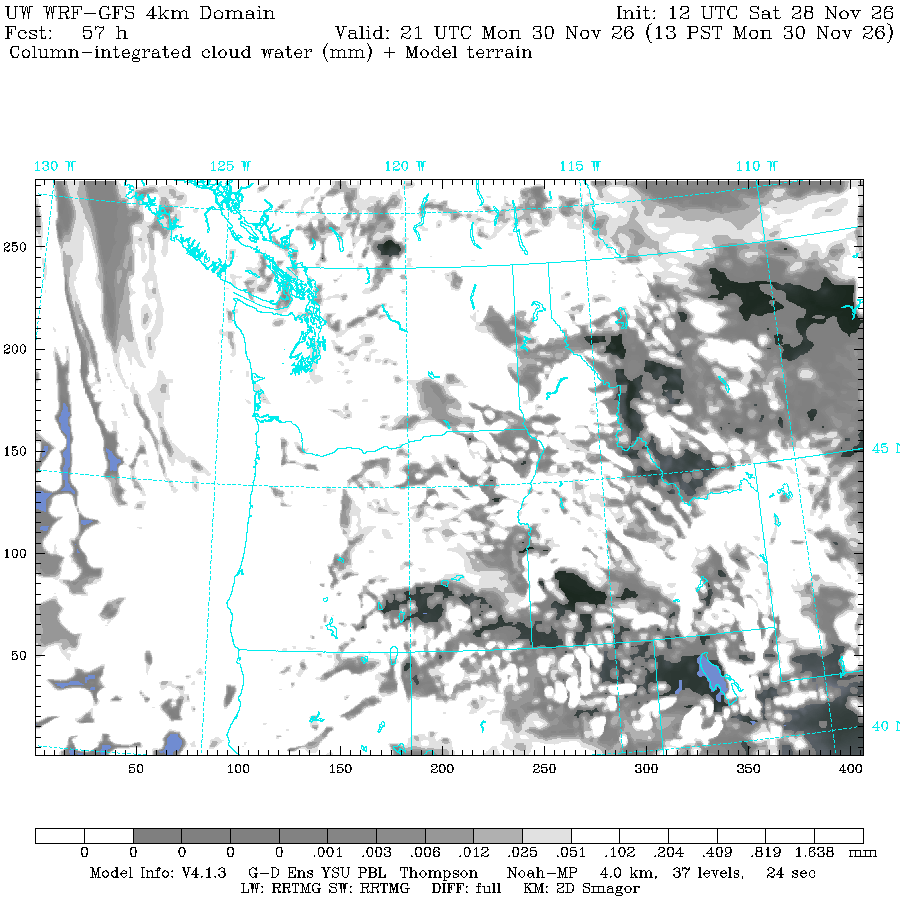 UW WRF-GFS 4km Domain Init: 12 UTC Sat 28 Nov 26
Fcst: 57 h Valid: 21 UTC Mon 30 Nov 26 (13 PST Mon 30 Nov 26)
Column-integrated cloud water (mm) + Model terrain
130 W 125 W 120 W 115 W 110 W
250
200
45 N
150
100
50
40 N
50 100 150 200 250 300 350 400
0 0 0 0 0 .001 .003 .006 .012 .025 .051 .102 .204 .409 .819 1.638 mm
Model Info: V4.1.3 G-D Ens YSU PBL Thompson Noah-MP 4.0 km, 37 levels, 24 sec
LW: RRTMG SW: RRTMG DIFF: full KM: 2D Smagor